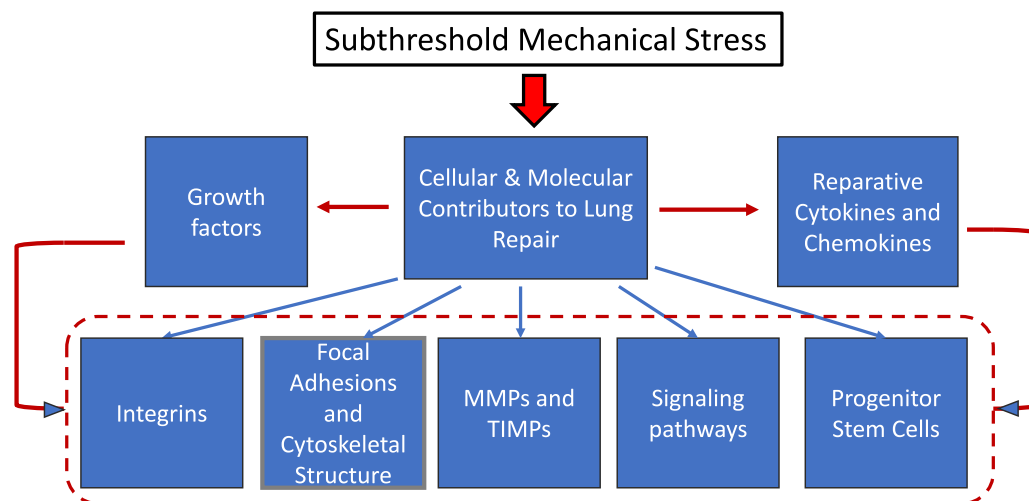 Subthreshold Mechanical Stress
Growth
factors
Cellular & Molecular
Contributors to Lung
Repair
Reparative
Cytokines and
Chemokines
Integrins
Focal
Adhesions
and
Cytoskeletal
Structure
MMPs and
TIMPs
Signaling
pathways
Progenitor
Stem Cells